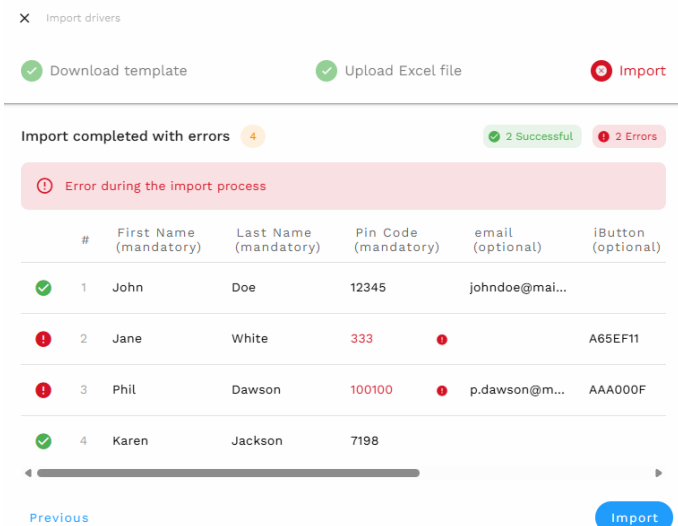 Import drivers
Download template Upload Excel file Import
Import completed with errors 4 2 Successful 2 Errors
Error during the import process
# First Name (mandatory) Last Name (mandatory) Pin Code (mandatory) email (optional) iButton (optional)
1 John Doe 12345 johndoe@mai...
2 Jane White 333 A65EF11
3 Phil Dawson 100100 p.dawson@m... AAA000F
4 Karen Jackson 7198
Previous Import